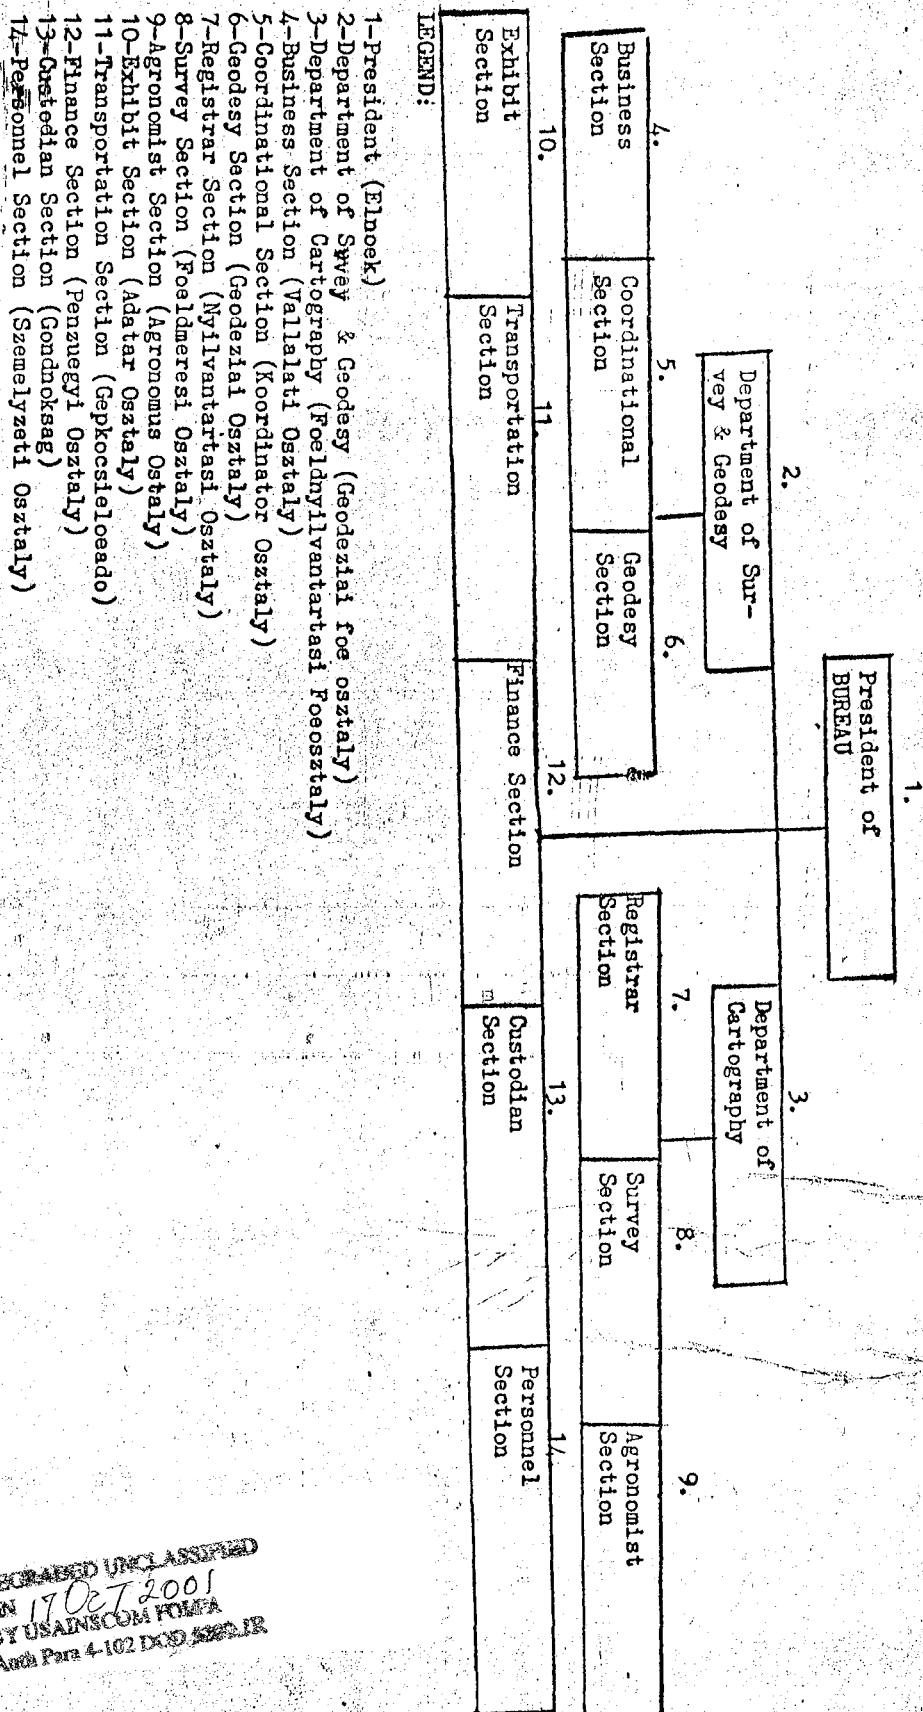 1.
President of
BUREAU
2.
Department of Sur-
vey & Geodesy
3.
Department of
Cartography
4.
Business
Section
5.
Coordinational
Section
6.
Geodesy
Section
7.
Registrar
Section
8.
Survey
Section
9.
Agronomist
Section
10.
Exhibit
Section
11.
Transportation
Section
12.
Finance Section
13.
Custodian
Section
14.
Personnel
Section
LEGEND:
1-President (Elnoek)
2-Department of Svvey & Geodesy (Geodeziai foe osztaly)
3-Department of Cartography (Foeldnyilvantartasi Foeosztaly)
4-Business Section (Vallalati Osztaly)
5-Coordinational Section (Koordinator Osztaly)
6-Geodesy Section (Geodeziai Osztaly)
7-Registrar Section (Nyilvantartasi Osztaly)
8-Survey Section (Foeldmeresi Osztaly)
9-Agronomist Section (Agronomus Ostaly)
10-Exhibit Section (Adatar Osztaly)
11-Transportation Section (Gepkocsieloeado)
12-Finance Section (Penzuegyi Osztaly)
13-Custodian Section (Gondnoksag)
14-Personnel Section (Szemelyzeti Osztaly)
UNCLASSIFIED
17 OCT 2001
BY USAINSCOM FOI/PA
Auth Para 4-102 DOD